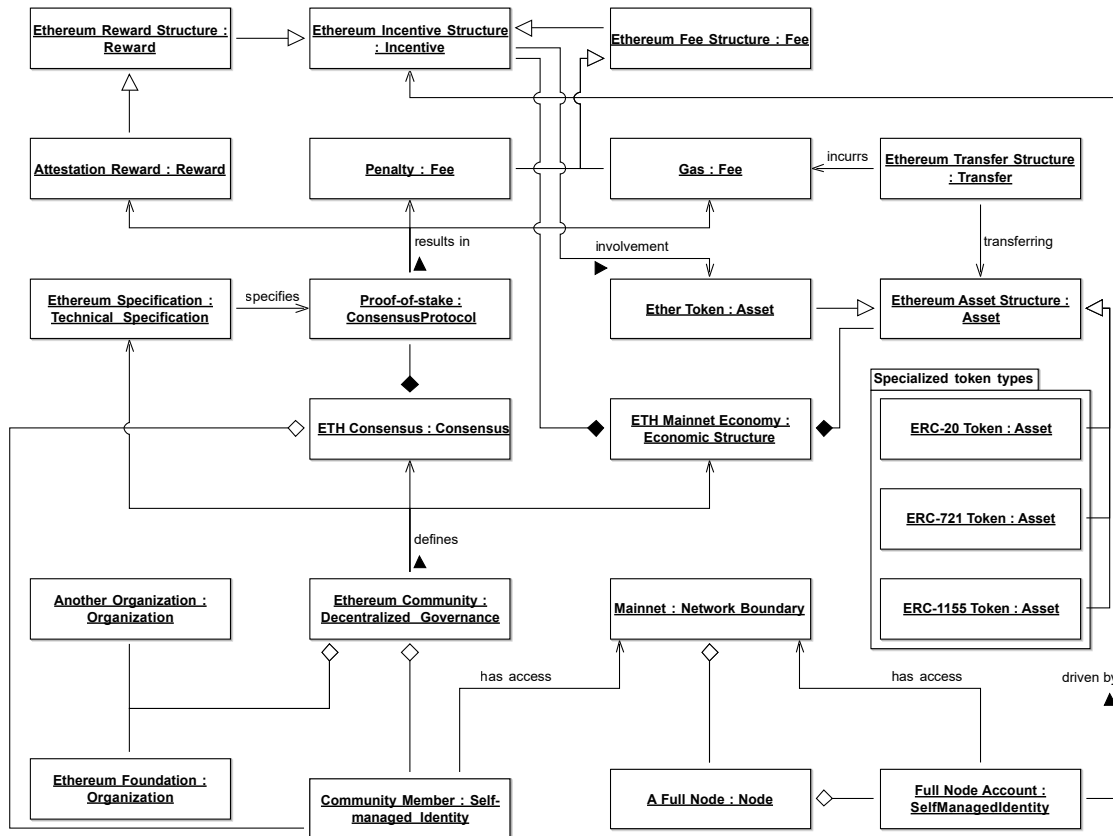 Ethereum Reward Structure :
Reward
Ethereum Incentive Structure
: Incentive
Ethereum Fee Structure : Fee
Attestation Reward : Reward
Penalty : Fee
Gas : Fee
incurrs
Ethereum Transfer Structure
: Transfer
results in
involvement
transferring
Ethereum Specification :
Technical Specification
specifies
Proof-of-stake :
ConsensusProtocol
Ether Token : Asset
Ethereum Asset Structure :
Asset
Specialized token types
ETH Consensus : Consensus
ETH Mainnet Economy :
Economic Structure
ERC-20 Token : Asset
ERC-721 Token : Asset
defines
Another Organization :
Organization
Ethereum Community :
Decentralized Governance
Mainnet : Network Boundary
ERC-1155 Token : Asset
has access
has access
driven by
Ethereum Foundation :
Organization
Community Member : Self-
managed Identity
A Full Node : Node
Full Node Account :
SelfManagedIdentity